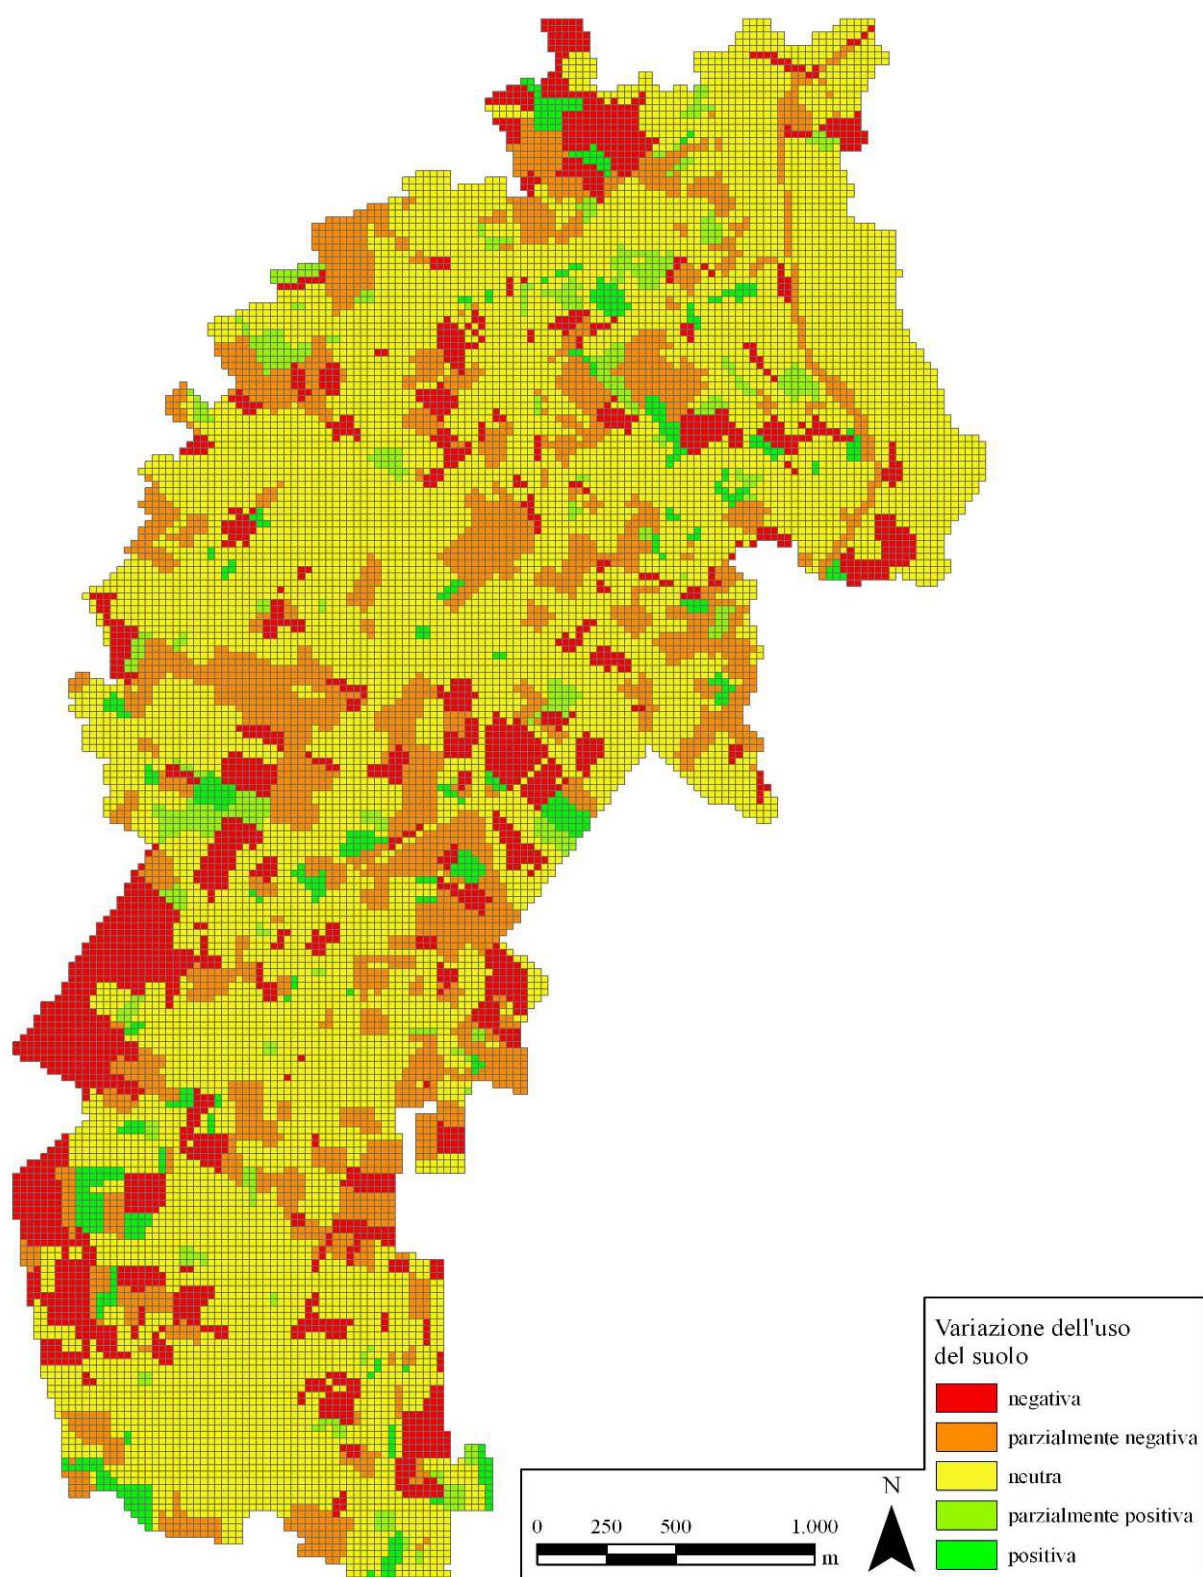 Variazione dell'uso
del suolo
negativa
parzialmente negativa
neutra
parzialmente positiva
positiva
N
0 250 500 1.000
m